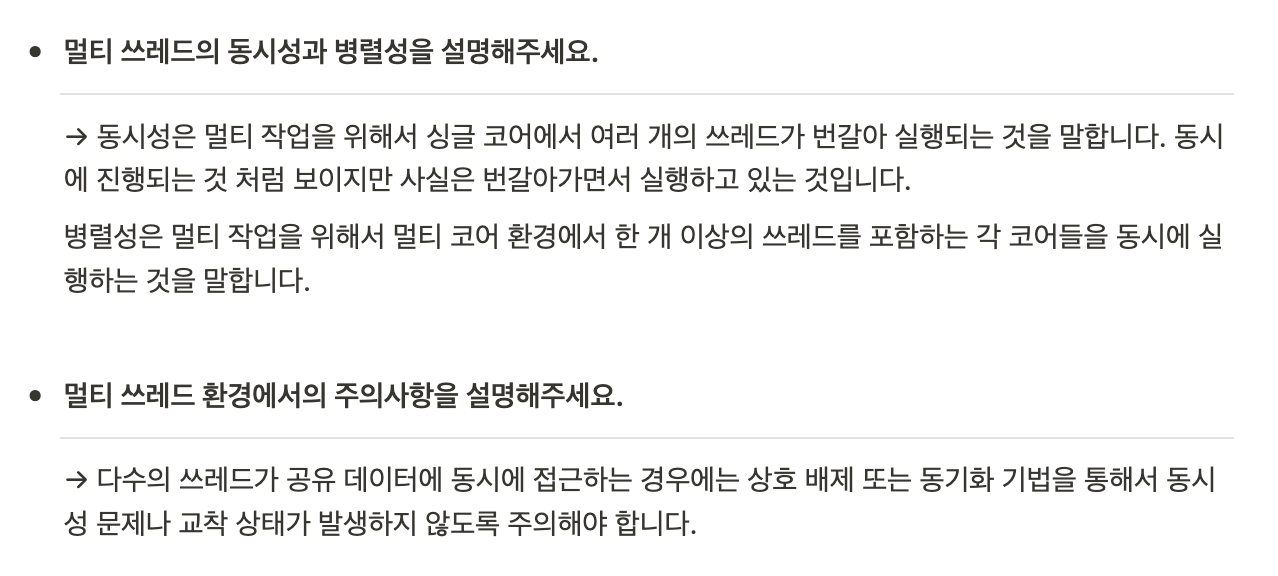 • 멀티 쓰레드의 동시성과 병렬성을 설명해주세요.
→ 동시성은 멀티 작업을 위해서 싱글 코어에서 여러 개의 쓰레드가 번갈아 실행되는 것을 말합니다. 동시
에 진행되는 것 처럼 보이지만 사실은 번갈아가면서 실행하고 있는 것입니다.
병렬성은 멀티 작업을 위해서 멀티 코어 환경에서 한 개 이상의 쓰레드를 포함하는 각 코어들을 동시에 실
행하는 것을 말합니다.
• 멀티 쓰레드 환경에서의 주의사항을 설명해주세요.
→ 다수의 쓰레드가 공유 데이터에 동시에 접근하는 경우에는 상호 배제 또는 동기화 기법을 통해서 동시
성 문제나 교착 상태가 발생하지 않도록 주의해야 합니다.